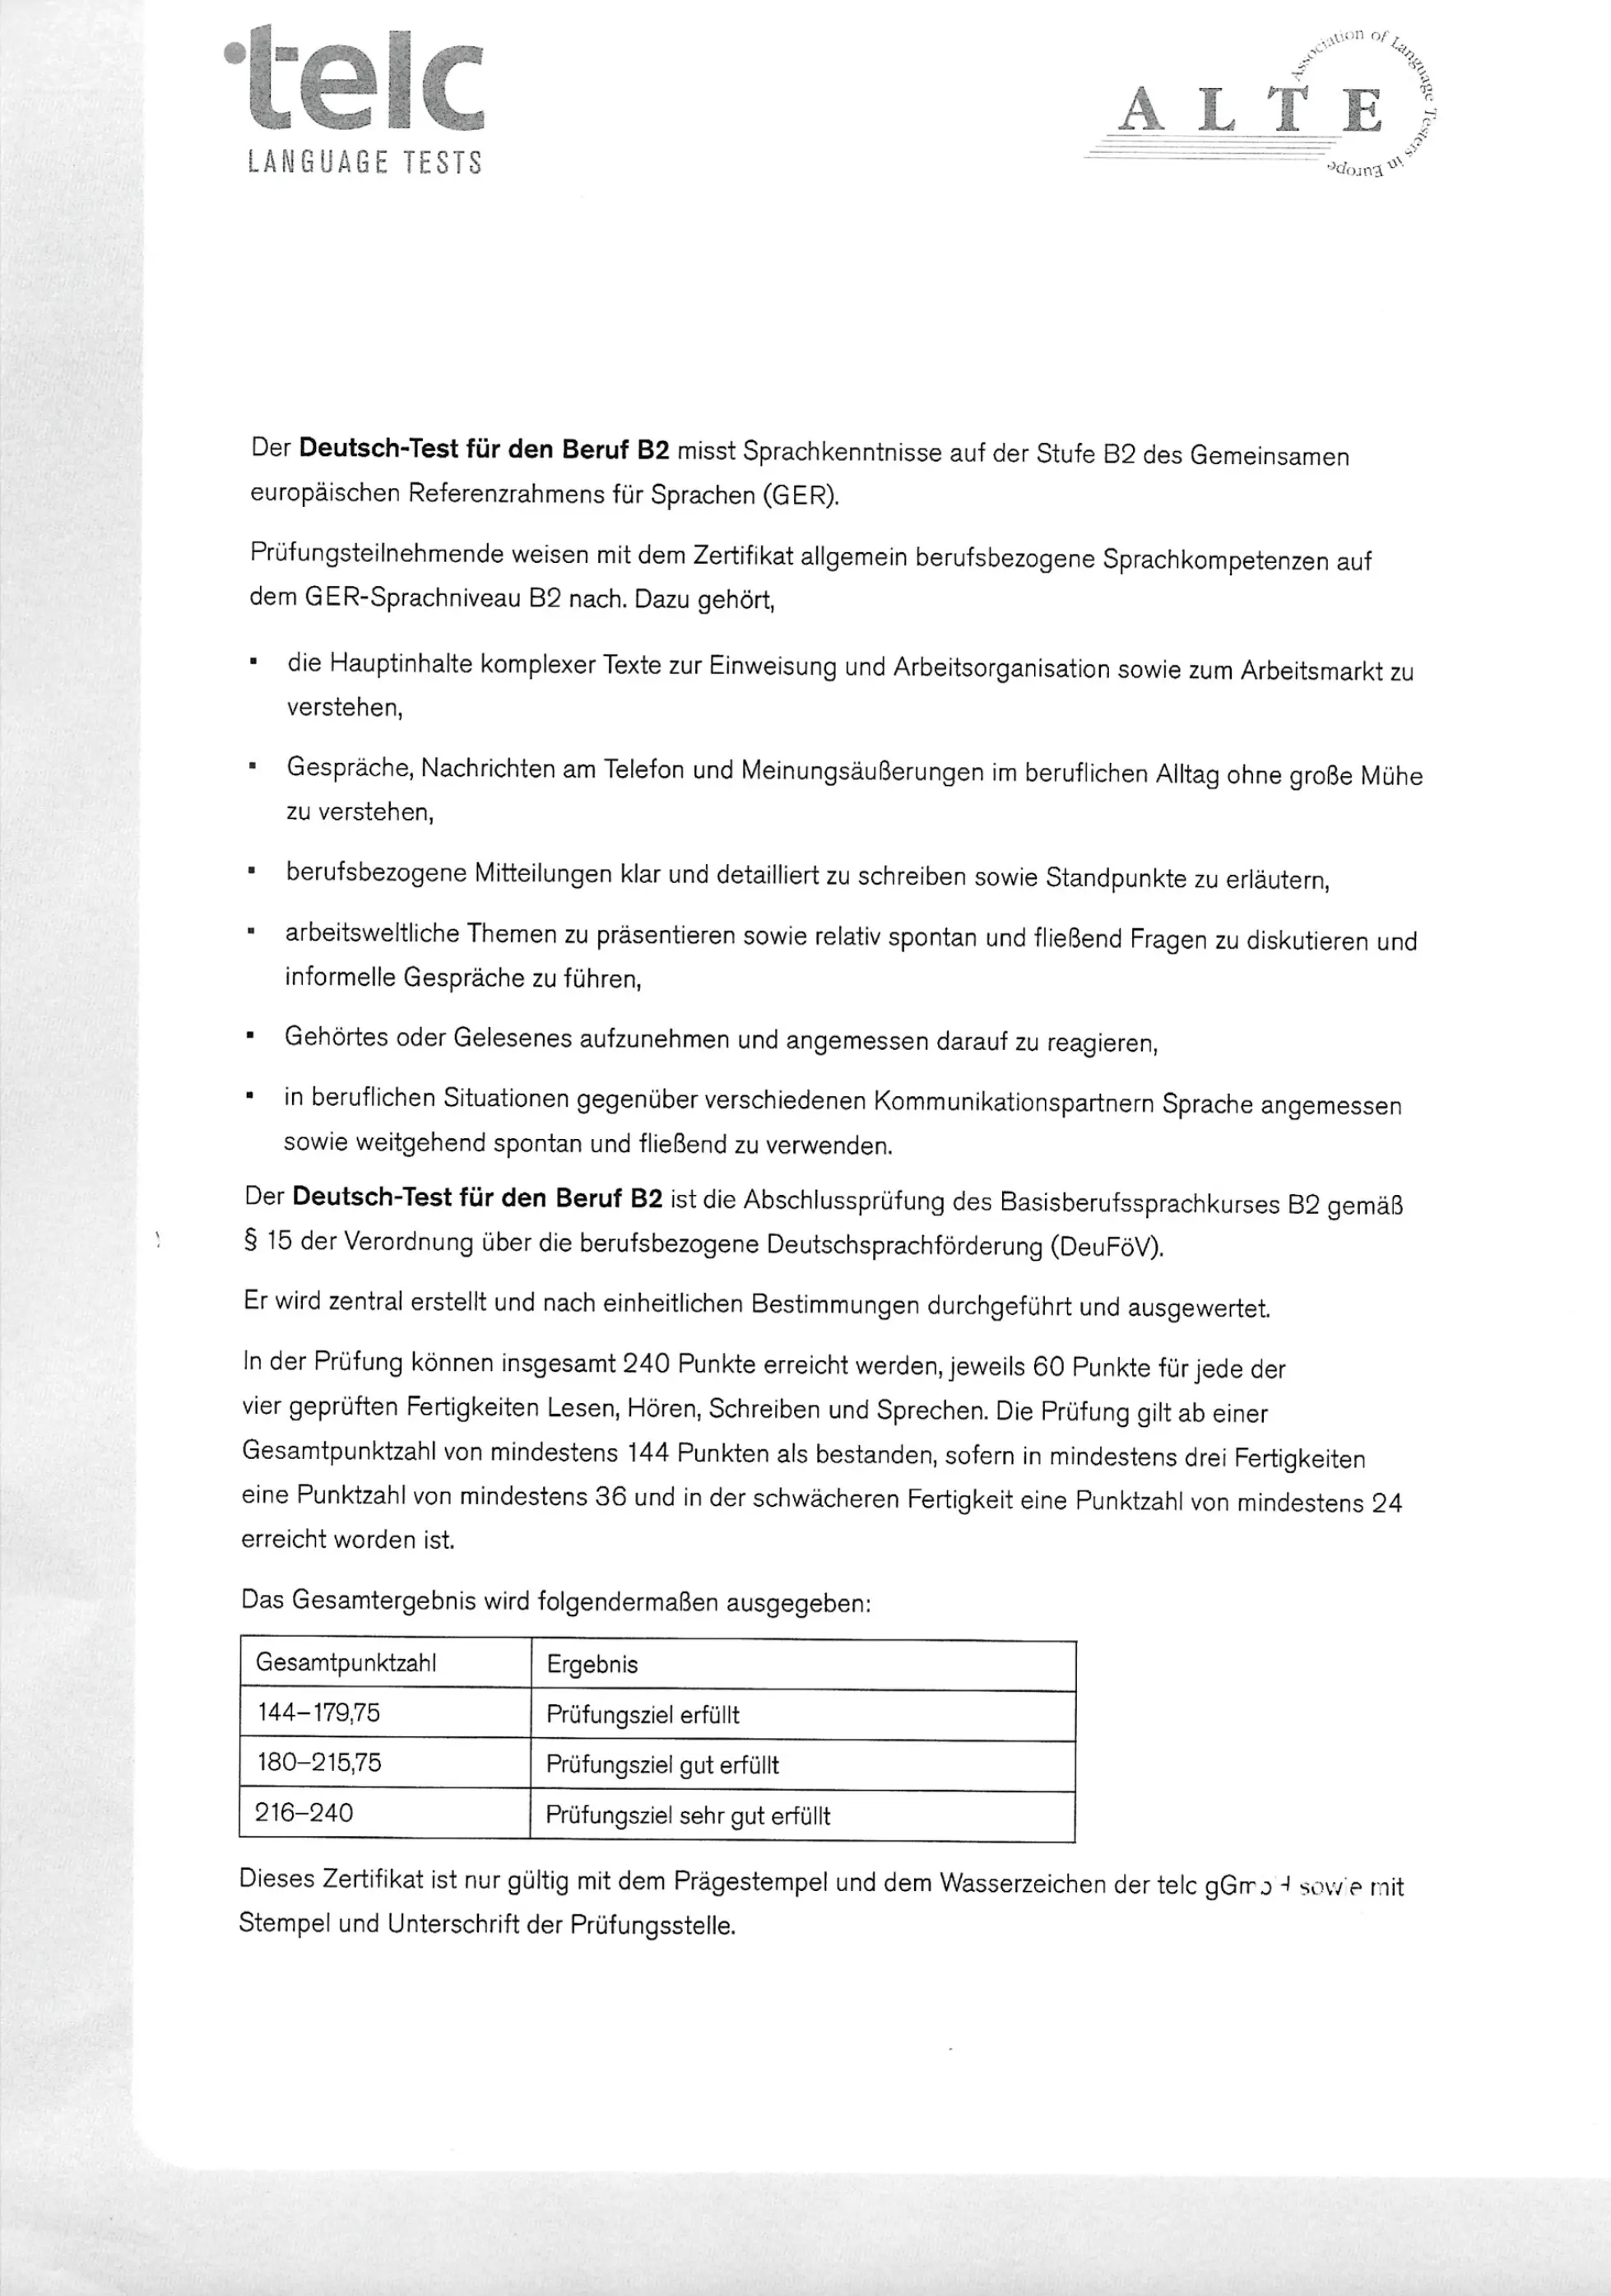 telc
LANGUAGE TESTS
ALTE
Association of Language Testers in Europe
Der Deutsch-Test für den Beruf B2 misst Sprachkenntnisse auf der Stufe B2 des Gemeinsamen
europäischen Referenzrahmens für Sprachen (GER).
Prüfungsteilnehmende weisen mit dem Zertifikat allgemein berufsbezogene Sprachkompetenzen auf
dem GER-Sprachniveau B2 nach. Dazu gehört,
▪ die Hauptinhalte komplexer Texte zur Einweisung und Arbeitsorganisation sowie zum Arbeitsmarkt zu
verstehen,
▪ Gespräche, Nachrichten am Telefon und Meinungsäußerungen im beruflichen Alltag ohne große Mühe
zu verstehen,
▪ berufsbezogene Mitteilungen klar und detailliert zu schreiben sowie Standpunkte zu erläutern,
▪ arbeitsweltliche Themen zu präsentieren sowie relativ spontan und fließend Fragen zu diskutieren und
informelle Gespräche zu führen,
▪ Gehörtes oder Gelesenes aufzunehmen und angemessen darauf zu reagieren,
▪ in beruflichen Situationen gegenüber verschiedenen Kommunikationspartnern Sprache angemessen
sowie weitgehend spontan und fließend zu verwenden.
Der Deutsch-Test für den Beruf B2 ist die Abschlussprüfung des Basisberufssprachkurses B2 gemäß
§ 15 der Verordnung über die berufsbezogene Deutschsprachförderung (DeuFöV).
Er wird zentral erstellt und nach einheitlichen Bestimmungen durchgeführt und ausgewertet.
In der Prüfung können insgesamt 240 Punkte erreicht werden, jeweils 60 Punkte für jede der
vier geprüften Fertigkeiten Lesen, Hören, Schreiben und Sprechen. Die Prüfung gilt ab einer
Gesamtpunktzahl von mindestens 144 Punkten als bestanden, sofern in mindestens drei Fertigkeiten
eine Punktzahl von mindestens 36 und in der schwächeren Fertigkeit eine Punktzahl von mindestens 24
erreicht worden ist.
Das Gesamtergebnis wird folgendermaßen ausgegeben:
Gesamtpunktzahl Ergebnis
144–179,75 Prüfungsziel erfüllt
180–215,75 Prüfungsziel gut erfüllt
216–240 Prüfungsziel sehr gut erfüllt
Dieses Zertifikat ist nur gültig mit dem Prägestempel und dem Wasserzeichen der telc sowie mit
Stempel und Unterschrift der Prüfungsstelle.